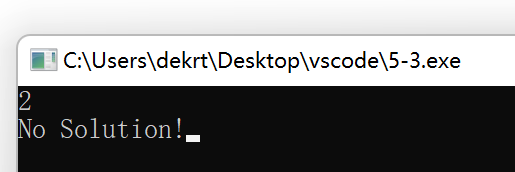 C:\Users\dekrt\Desktop\vscode\5-3.exe
2
No Solution!